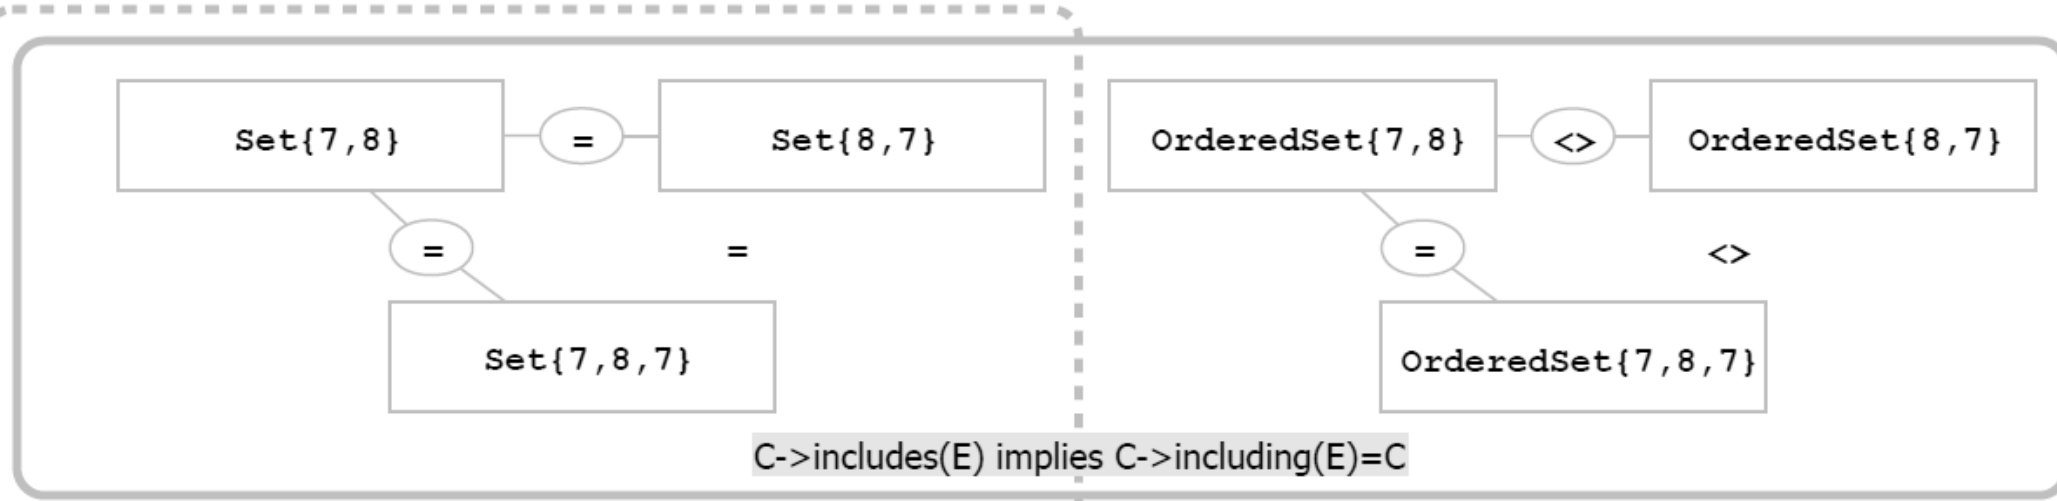 Set{7,8} = Set{8,7} OrderedSet{7,8} <> OrderedSet{8,7}
= = = <>
Set{7,8,7} OrderedSet{7,8,7}
C->includes(E) implies C->including(E)=C